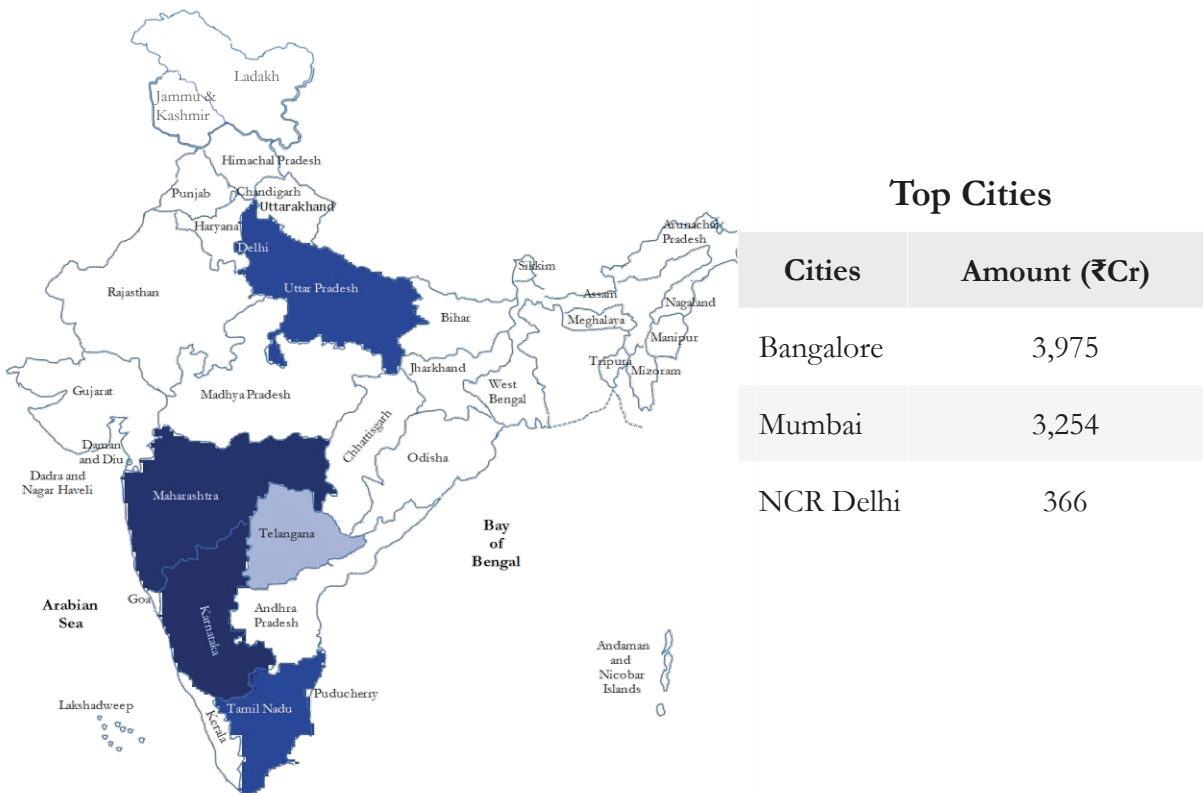 Ladakh
Jammu &
Kashmir
Himachal Pradesh
Punjab
Chandigarh
Uttarakhand
Haryana
Delhi
Uttar Pradesh
Rajasthan
Bihar
Sikkim
Arunachal
Pradesh
Assam
Nagaland
Meghalaya
Manipur
Tripura
Mizoram
Jharkhand
West
Bengal
Gujarat
Madhya Pradesh
Chhattisgarh
Odisha
Daman
and Diu
Dadra and
Nagar Haveli
Maharashtra
Telangana
Bay
of
Bengal
Arabian
Sea
Goa
Karnataka
Andhra
Pradesh
Andaman
and
Nicobar
Islands
Lakshadweep
Kerala
Tamil Nadu
Puducherry
Top Cities
Cities Amount (₹Cr)
Bangalore 3,975
Mumbai 3,254
NCR Delhi 366